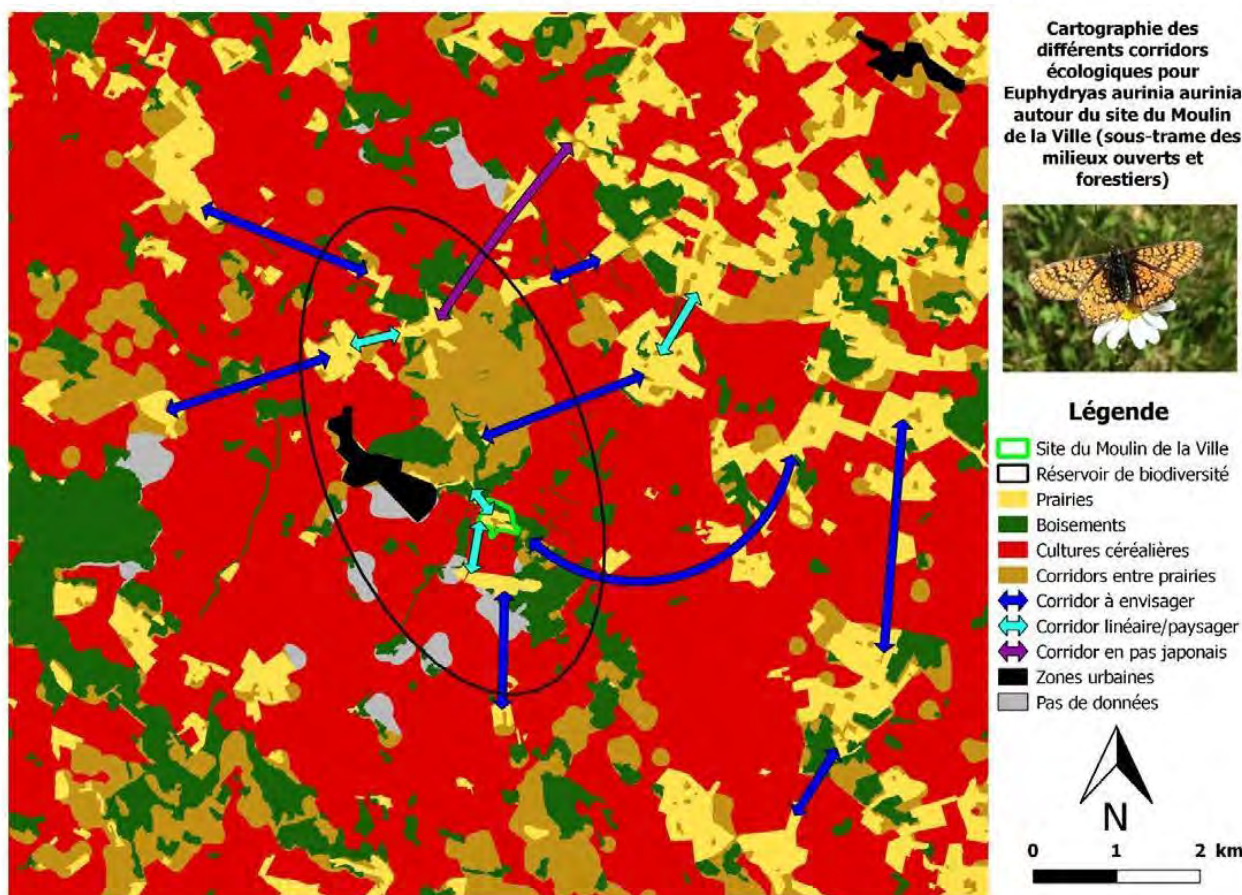 Cartographie des
différents corridors
écologiques pour
Euphydryas aurinia aurinia
autour du site du Moulin
de la Ville (sous-trame des
milieux ouverts et
forestiers)
Légende
Site du Moulin de la Ville
Réservoir de biodiversité
Prairies
Boisements
Cultures céréalières
Corridors entre prairies
Corridor à envisager
Corridor linéaire/paysager
Corridor en pas japonais
Zones urbaines
Pas de données
N
0 1 2 km